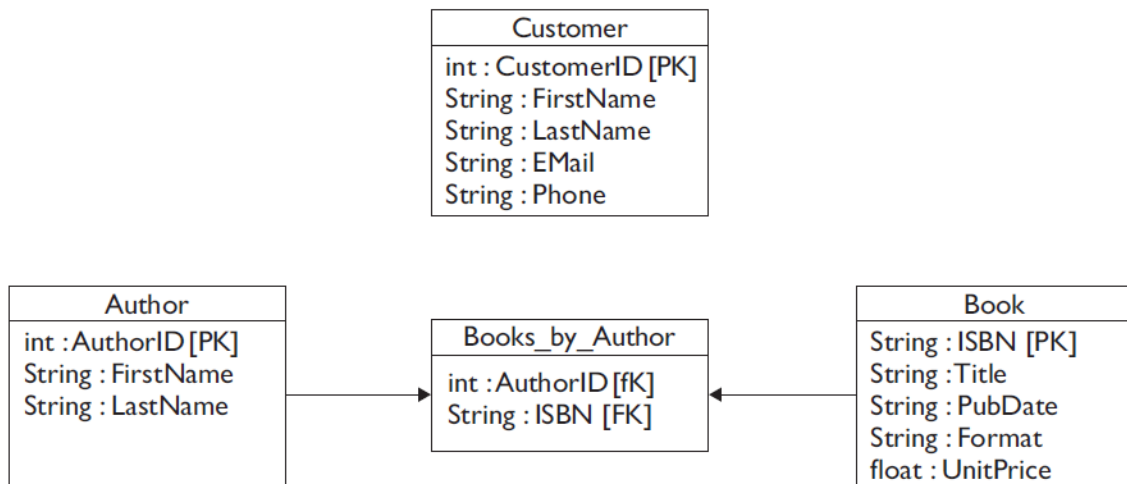 Customer
int : CustomerID [PK]
String : FirstName
String : LastName
String : EMail
String : Phone
Author
int : AuthorID [PK]
String : FirstName
String : LastName
Books_by_Author
int : AuthorID [fK]
String : ISBN [FK]
Book
String : ISBN [PK]
String : Title
String : PubDate
String : Format
float : UnitPrice